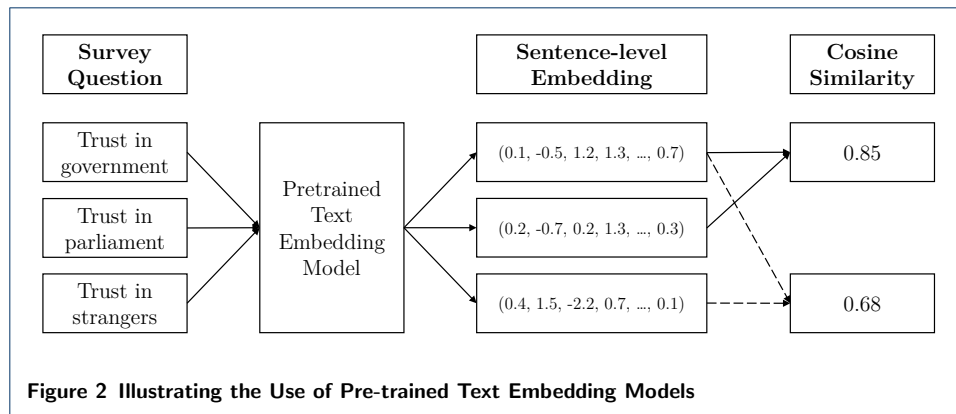 Survey
Question
Sentence-level
Embedding
Cosine
Similarity
Trust in
government
Trust in
parliament
Trust in
strangers
Pretrained
Text
Embedding
Model
(0.1, -0.5, 1.2, 1.3, ..., 0.7)
(0.2, -0.7, 0.2, 1.3, ..., 0.3)
(0.4, 1.5, -2.2, 0.7, ..., 0.1)
0.85
0.68
Figure 2 Illustrating the Use of Pre-trained Text Embedding Models